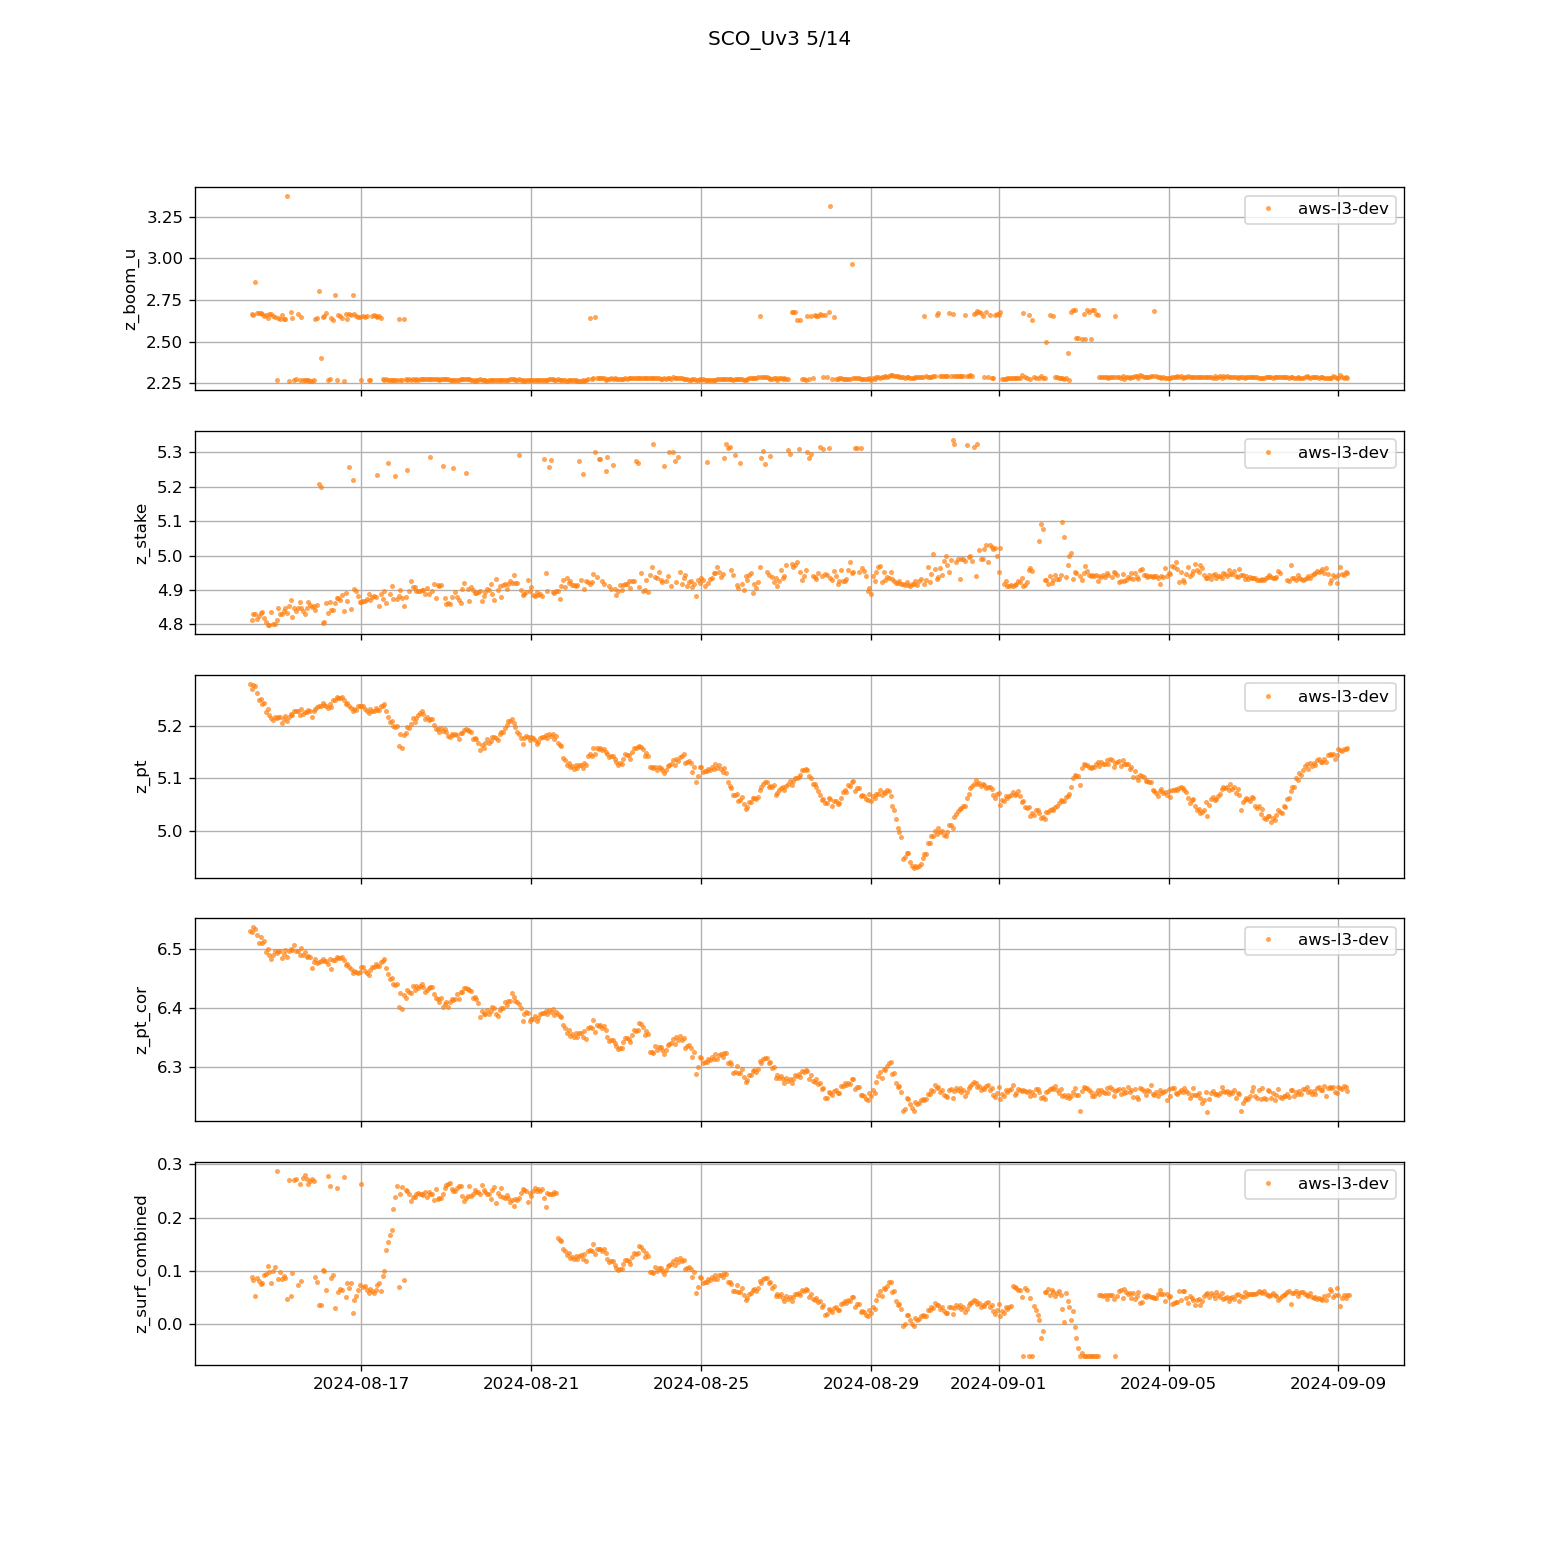 SCO_Uv3 5/14
z_boom_u
3.25
3.00
2.75
2.50
2.25
aws-l3-dev
z_stake
5.3
5.2
5.1
5.0
4.9
4.8
aws-l3-dev
z_pt
5.2
5.1
5.0
aws-l3-dev
z_pt_cor
6.5
6.4
6.3
aws-l3-dev
z_surf_combined
0.3
0.2
0.1
0.0
aws-l3-dev
2024-08-17 2024-08-21 2024-08-25 2024-08-29 2024-09-01 2024-09-05 2024-09-09